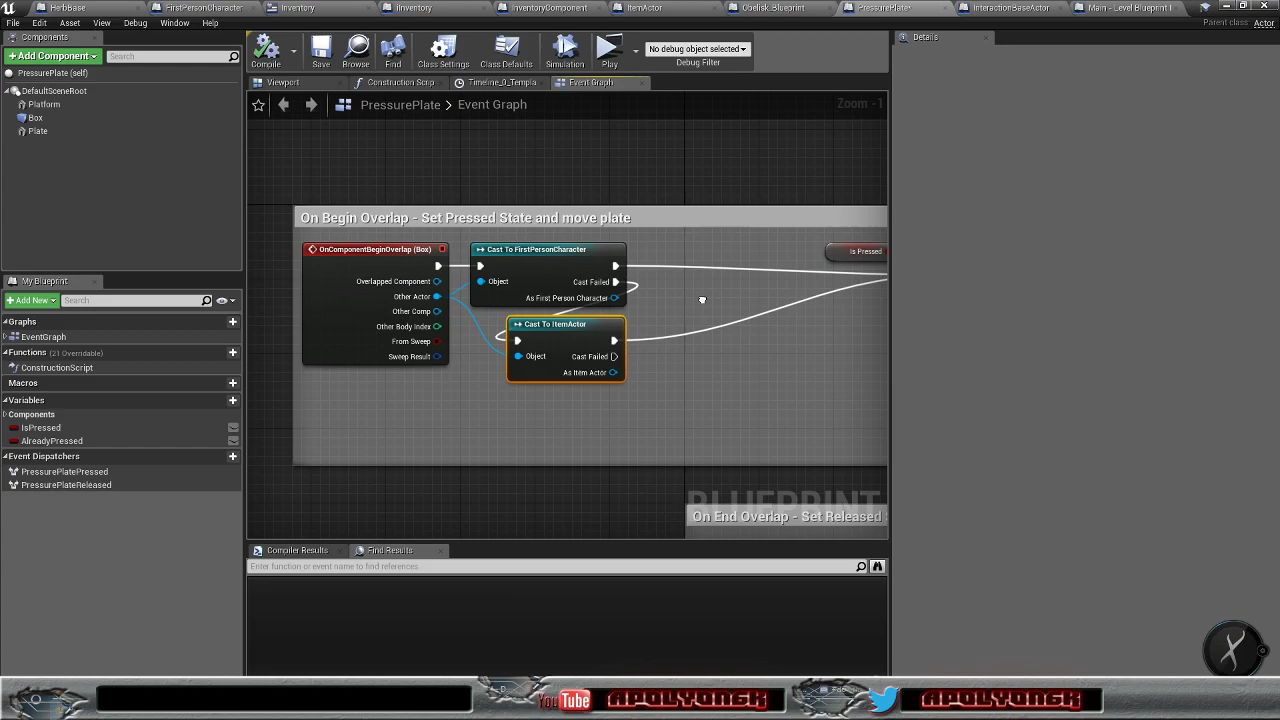 HerbBase
FirstPersonCharacter
Inventory
IInventory
InventoryComponent
ItemActor
Obelisk_Blueprint
PressurePlate*
InteractionBaseActor
Main - Level Blueprint
File Edit Asset View Debug Window Help
Parent class: Actor
Components
+ Add Component
Search
PressurePlate (self)
DefaultSceneRoot
Platform
Box
Plate
My Blueprint
+ Add New
Search
Graphs
EventGraph
Functions (21 Overridable)
ConstructionScript
Macros
Variables
Components
IsPressed
AlreadyPressed
Event Dispatchers
PressurePlatePressed
PressurePlateReleased
Compile
Save
Browse
Find
Class Settings
Class Defaults
Simulation
Play
No debug object selected
Debug Filter
Viewport
Construction Scrip
Timeline_0_Templa
Event Graph
PressurePlate > Event Graph
Zoom -1
On Begin Overlap - Set Pressed State and move plate
OnComponentBeginOverlap (Box)
Overlapped Component
Other Actor
Other Comp
Other Body Index
From Sweep
Sweep Result
Cast To FirstPersonCharacter
Object
Cast Failed
As First Person Character
Cast To ItemActor
Object
Cast Failed
As Item Actor
Is Pressed
BLUEPRINT
On End Overlap - Set Released
Compiler Results
Find Results
Enter function or event name to find references.
Details
You Tube
APOLYONGK
APOLYONGK